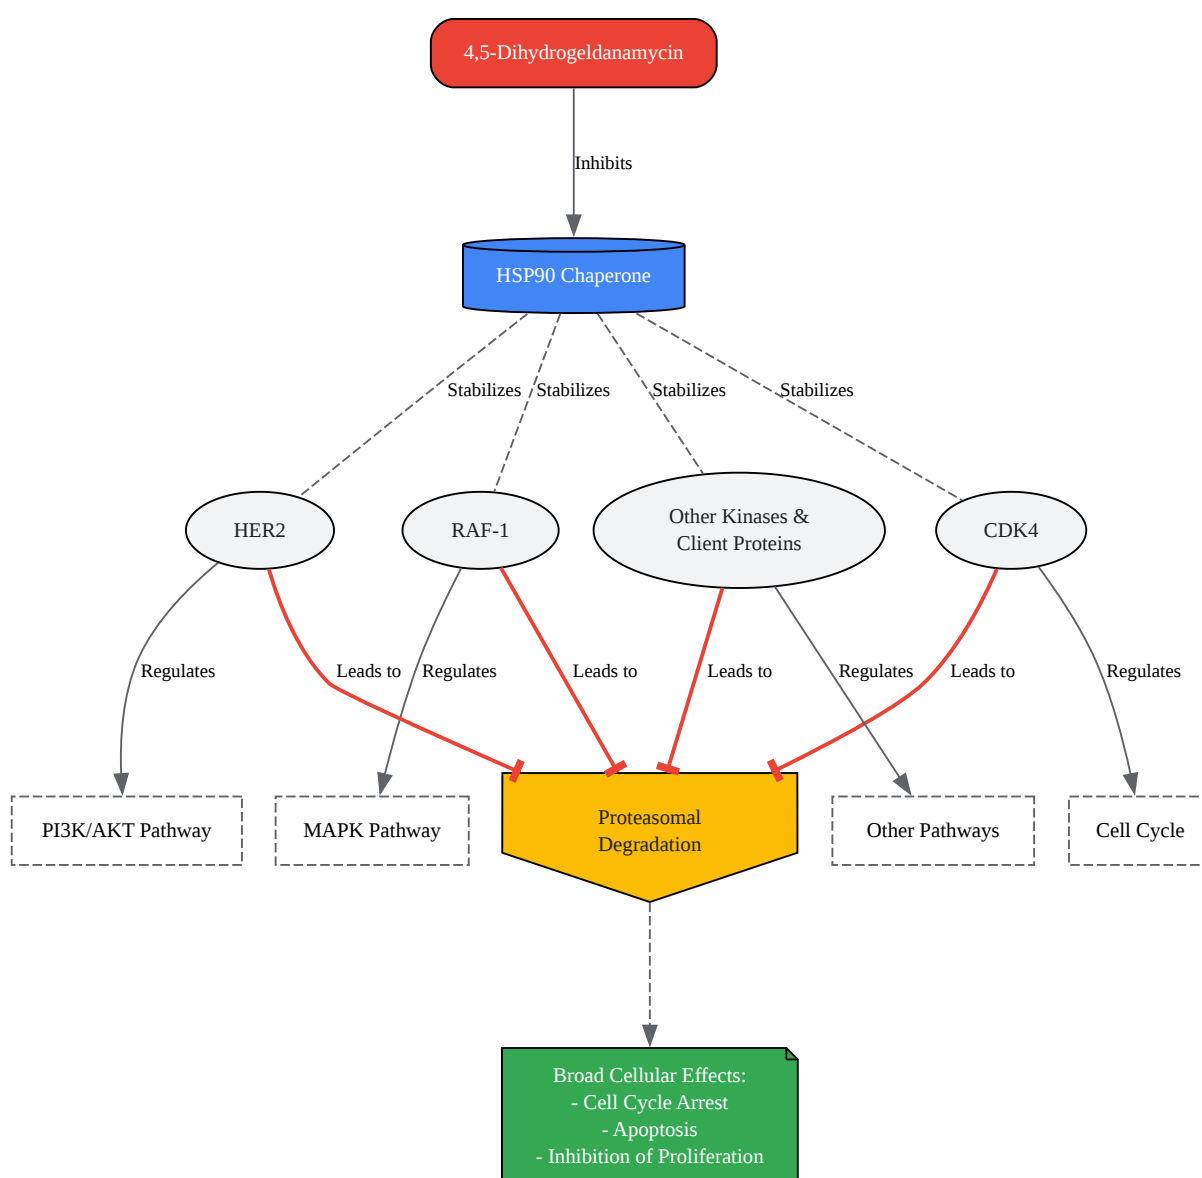 4,5-Dihydrogeldanamycin
Inhibits
HSP90 Chaperone
Stabilizes
Stabilizes
Stabilizes
Stabilizes
HER2
RAF-1
Other Kinases &
Client Proteins
CDK4
Regulates
Leads to
Regulates
Leads to
Leads to
Regulates
Leads to
Regulates
PI3K/AKT Pathway
MAPK Pathway
Proteasomal
Degradation
Other Pathways
Cell Cycle
Broad Cellular Effects:
- Cell Cycle Arrest
- Apoptosis
- Inhibition of Proliferation